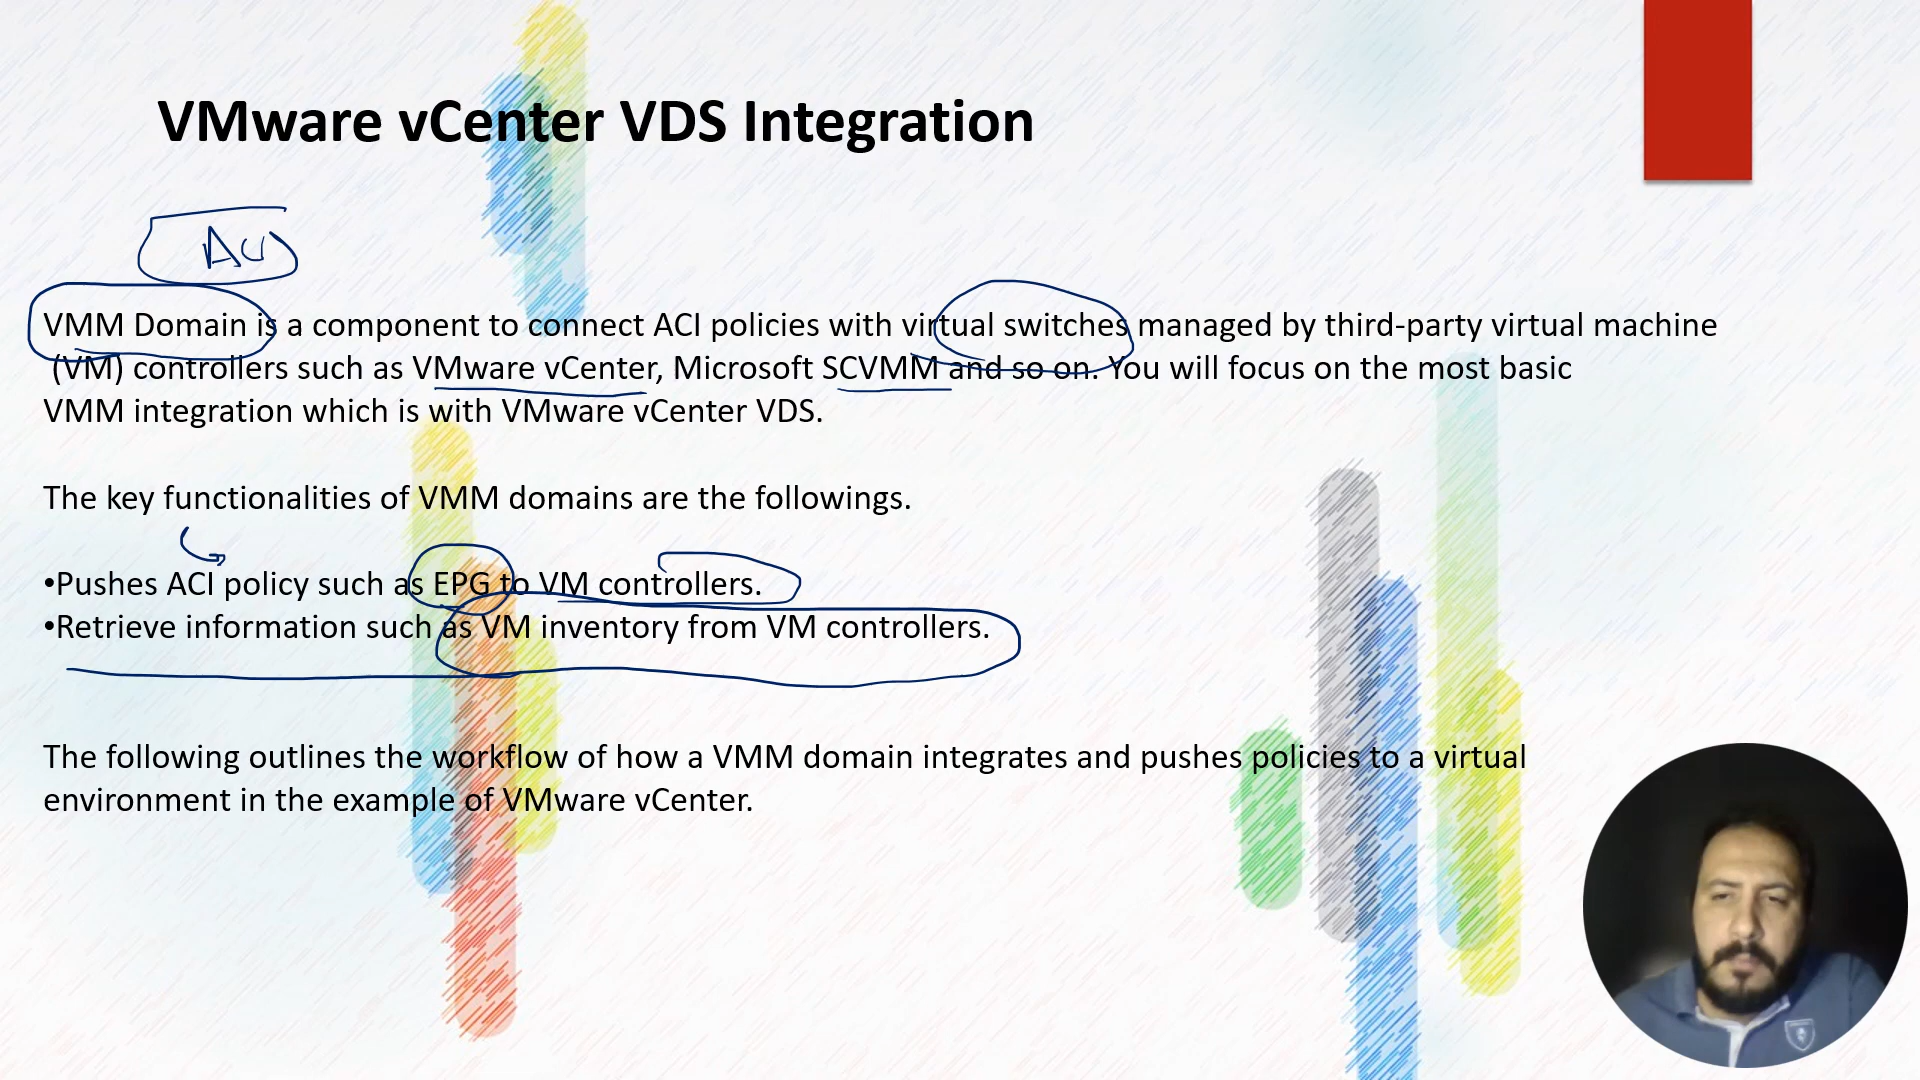 VMware vCenter VDS Integration
ACI
VMM Domain is a component to connect ACI policies with virtual switches managed by third-party virtual machine
(VM) controllers such as VMware vCenter, Microsoft SCVMM and so on. You will focus on the most basic
VMM integration which is with VMware vCenter VDS.
The key functionalities of VMM domains are the followings.
•Pushes ACI policy such as EPG to VM controllers.
•Retrieve information such as VM inventory from VM controllers.
The following outlines the workflow of how a VMM domain integrates and pushes policies to a virtual
environment in the example of VMware vCenter.